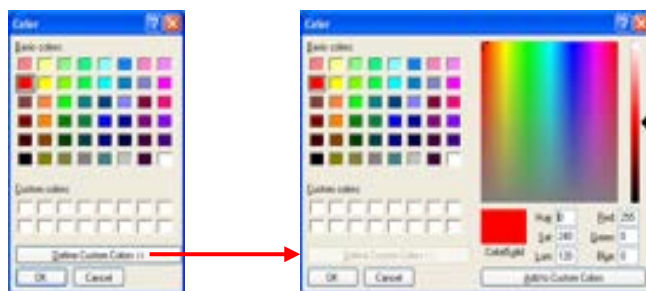 Color
Basic colors:
Custom colors:
Define Custom Colors >>
OK
Cancel
Color
Basic colors:
Custom colors:
Define Custom Colors >>
OK
Cancel
Color|Solid
Hue: 0
Sat: 240
Lum: 120
Red: 255
Green: 0
Blue: 0
Add to Custom Colors